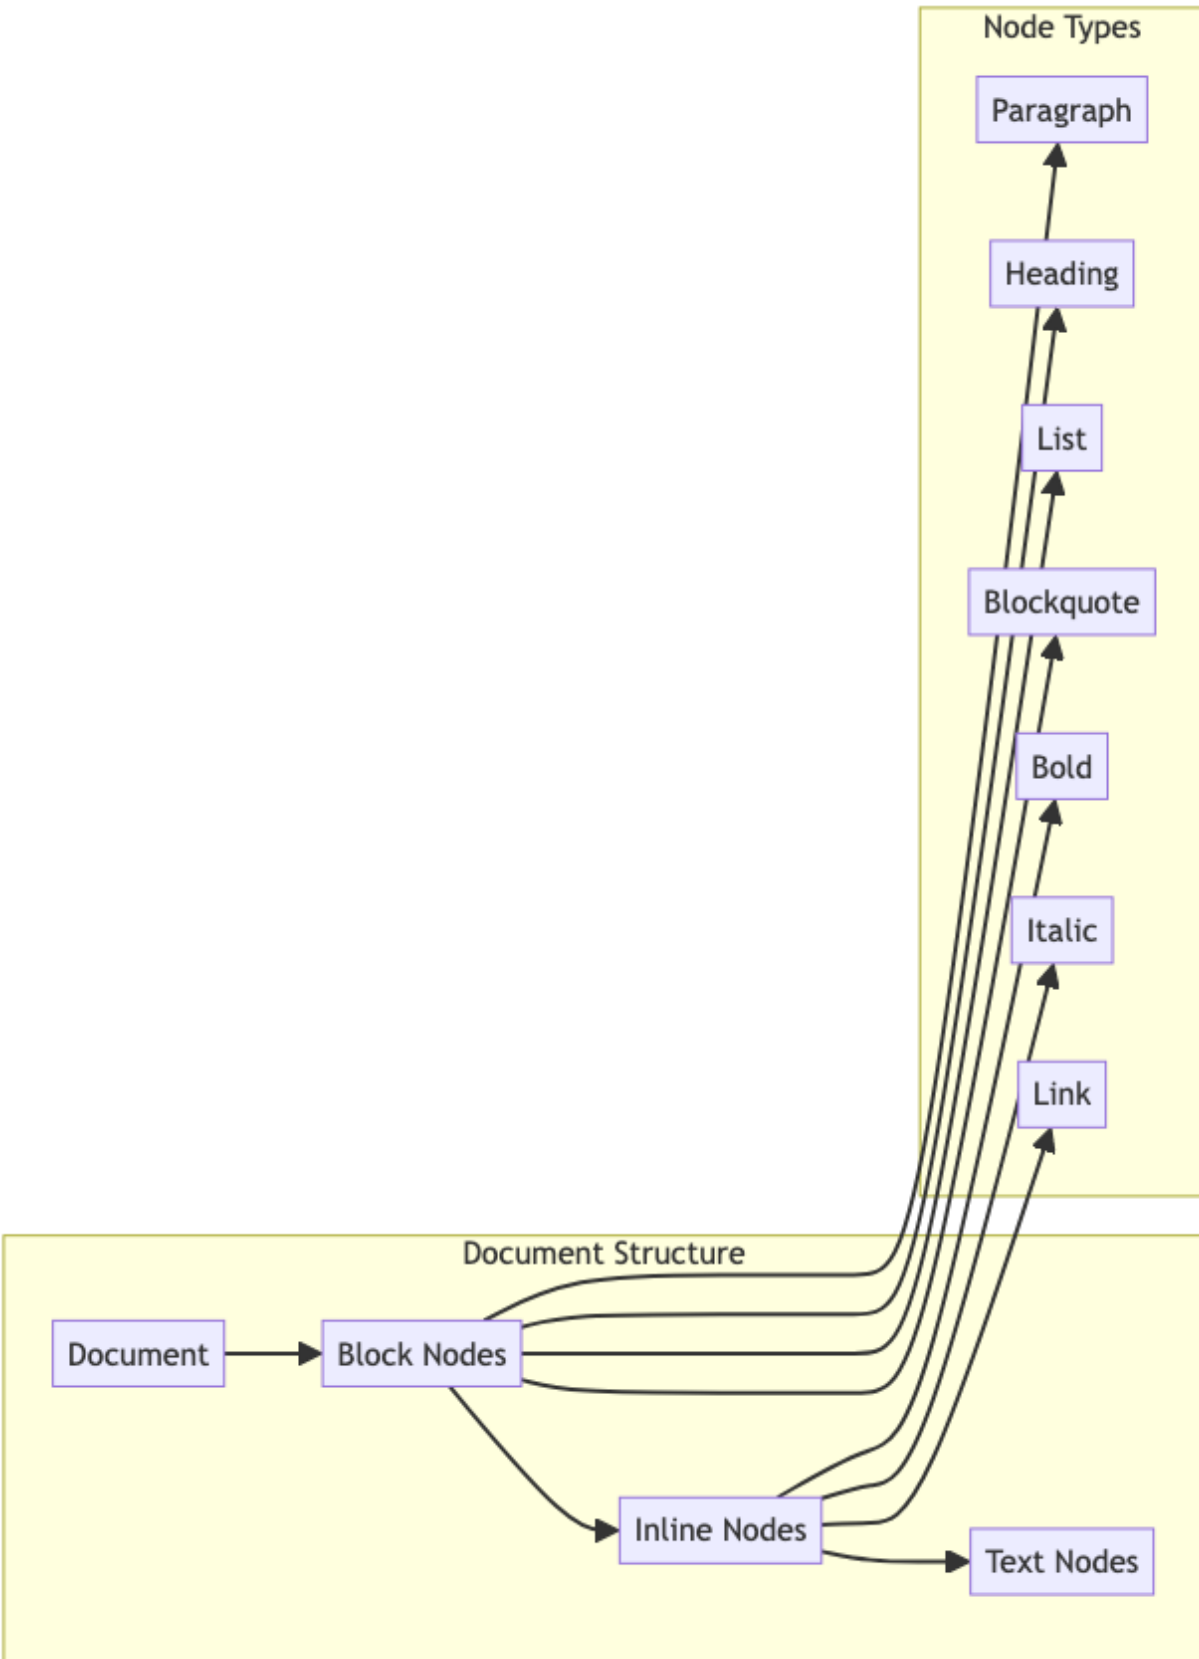 Node Types
Paragraph
Heading
List
Blockquote
Bold
Italic
Link
Document Structure
Document
Block Nodes
Inline Nodes
Text Nodes